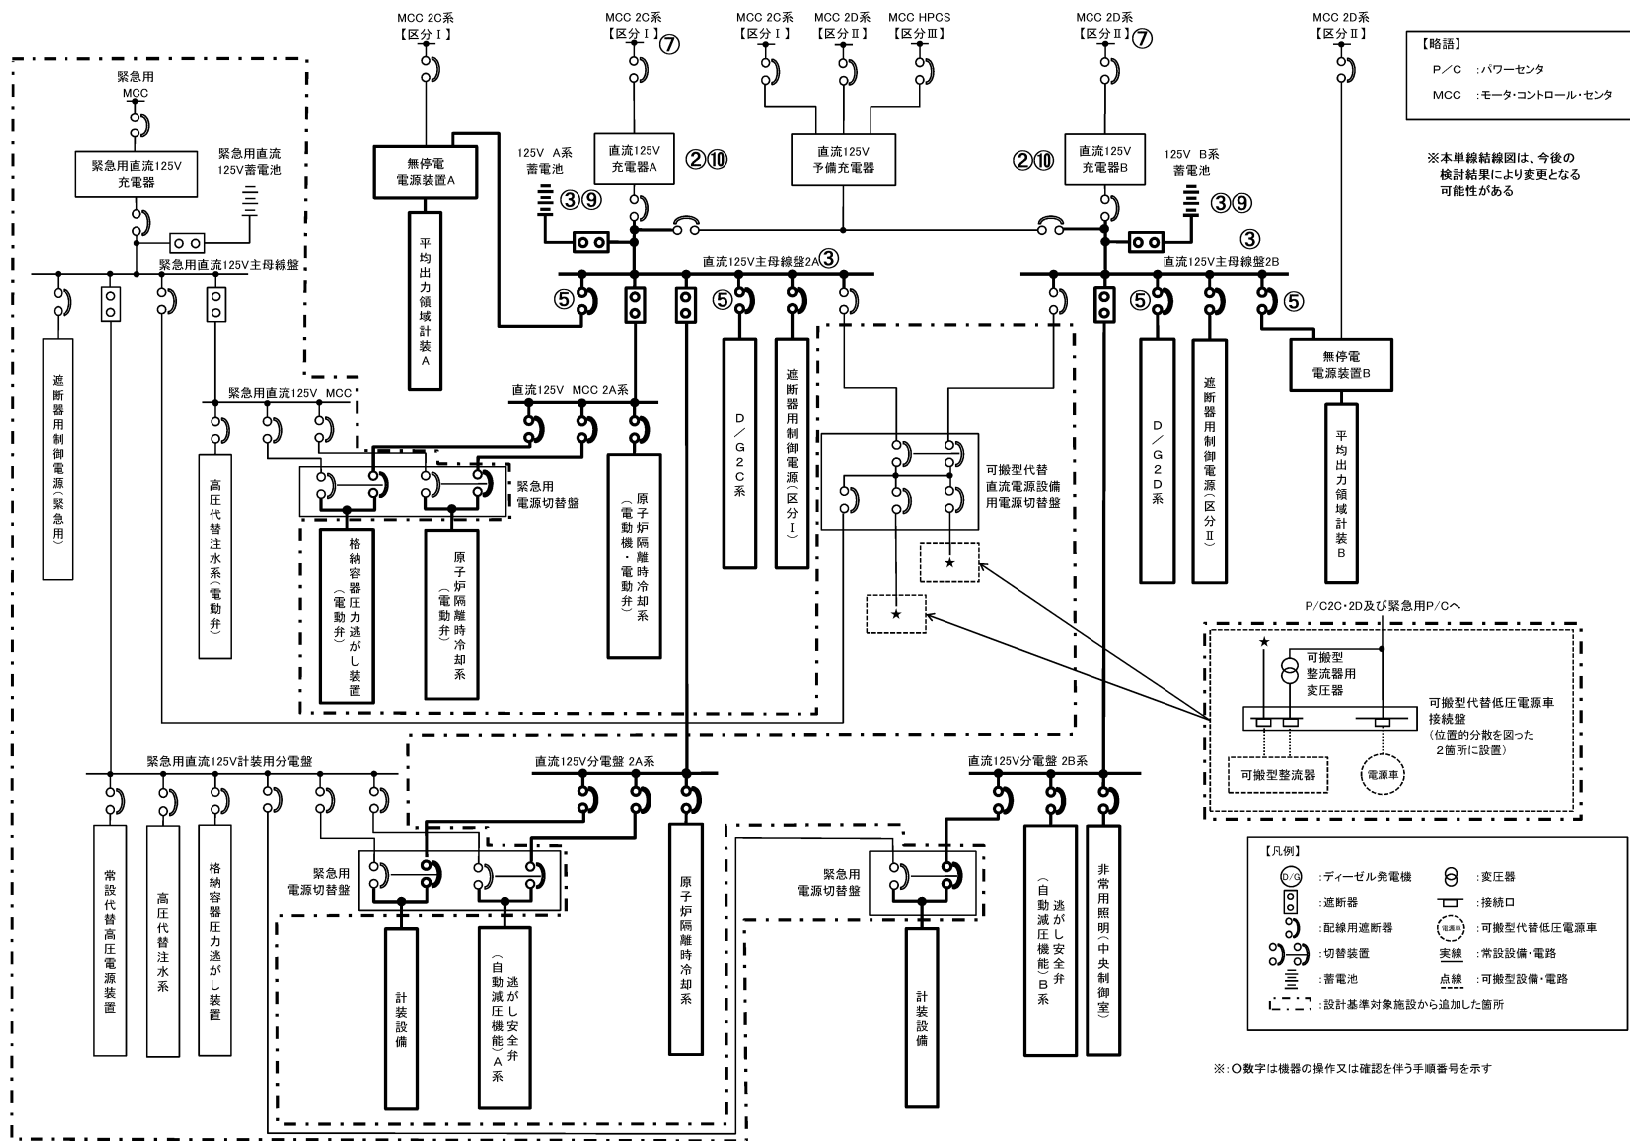 MCC 2C系
【区分Ⅰ】
MCC 2C系
【区分Ⅰ】
⑦
MCC 2C系
【区分Ⅰ】
MCC 2D系
【区分Ⅱ】
MCC HPCS
【区分Ⅲ】
MCC 2D系
【区分Ⅱ】
⑦
MCC 2D系
【区分Ⅱ】
【略語】
P/C :パワーセンタ
MCC :モータ・コントロール・センタ
※本単線結線図は、今後の
検討結果により変更となる
可能性がある
緊急用
MCC
緊急用直流125V
充電器
緊急用直流
125V蓄電池
無停電
電源装置A
125V A系
蓄電池
③⑨
直流125V
充電器A
②⑩
直流125V
予備充電器
②⑩
直流125V
充電器B
125V B系
蓄電池
③⑨
平均出力領域計装A
緊急用直流125V主母線盤
直流125V主母線盤2A
③
③
直流125V主母線盤2B
⑤
⑤
⑤
⑤
遮断器用制御電源(緊急用)
緊急用直流125V MCC
直流125V MCC 2A系
D/G2C系
遮断器用制御電源(区分Ⅰ)
D/G2D系
遮断器用制御電源(区分Ⅱ)
無停電
電源装置B
平均出力領域計装B
高圧代替注水系(電動弁)
緊急用
電源切替盤
可搬型代替
直流電源設備
用電源切替盤
格納容器圧力逃がし装置
(電動弁)
原子炉隔離時冷却系
(電動弁)
原子炉隔離時冷却系
(電動機・電動弁)
★
★
P/C2C・2D及び緊急用P/Cへ
★
可搬型
整流器用
変圧器
可搬型代替低圧電源車
接続盤
(位置的分散を図った
2箇所に設置)
可搬型整流器
電源車
緊急用直流125V計装用分電盤
直流125V分電盤 2A系
直流125V分電盤 2B系
常設代替高圧電源装置
高圧代替注水系
格納容器圧力逃がし装置
緊急用
電源切替盤
計装設備
逃がし安全弁
(自動減圧機能)A系
原子炉隔離時冷却系
緊急用
電源切替盤
計装設備
逃がし安全弁
(自動減圧機能)B系
非常用照明(中央制御室)
【凡例】
D/G :ディーゼル発電機
:変圧器
:遮断器
:接続口
:配線用遮断器
電源車 :可搬型代替低圧電源車
:切替装置
実線 :常設設備・電路
:蓄電池
点線 :可搬型設備・電路
:設計基準対象施設から追加した箇所
※:○数字は機器の操作又は確認を伴う手順番号を示す